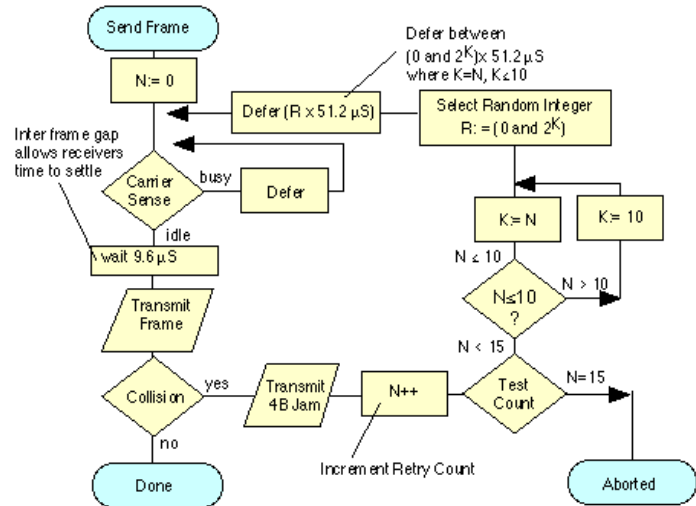 Send Frame
N:= 0
Defer between
(0 and 2K) x 51.2 µS
where K=N, K≤10
Defer (R x 51.2 µS)
Select Random Integer
R: = (0 and 2K)
Inter frame gap
allows receivers
time to settle
Carrier
Sense
busy
Defer
idle
wait 9.6 µS
K:= N
K:= 10
N ≤ 10
N≤10
?
N > 10
Transmit
Frame
N < 15
Collision
yes
Transmit
4B Jam
N++
Test
Count
N=15
no
Increment Retry Count
Done
Aborted